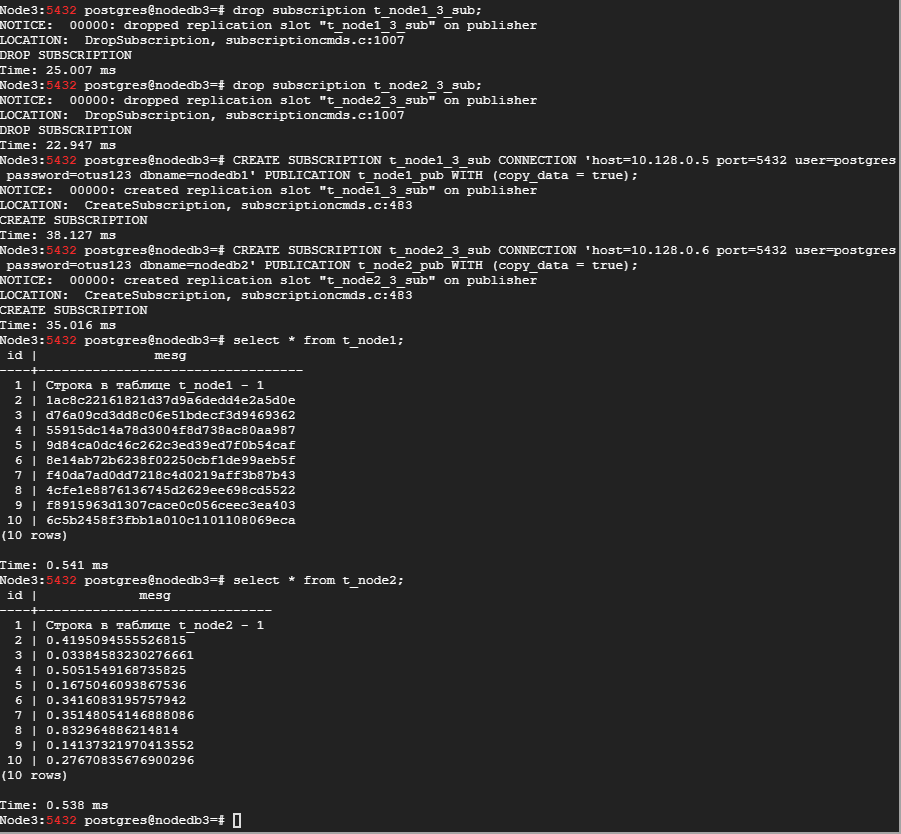 Node3:5432 postgres@nodedb3=# drop subscription t_node1_3_sub;
NOTICE:  00000: dropped replication slot "t_node1_3_sub" on publisher
LOCATION:  DropSubscription, subscriptioncmds.c:1007
DROP SUBSCRIPTION
Time: 25.007 ms
Node3:5432 postgres@nodedb3=# drop subscription t_node2_3_sub;
NOTICE:  00000: dropped replication slot "t_node2_3_sub" on publisher
LOCATION:  DropSubscription, subscriptioncmds.c:1007
DROP SUBSCRIPTION
Time: 22.947 ms
Node3:5432 postgres@nodedb3=# CREATE SUBSCRIPTION t_node1_3_sub CONNECTION 'host=10.128.0.5 port=5432 user=postgres
 password=otus123 dbname=nodedb1' PUBLICATION t_node1_pub WITH (copy_data = true);
NOTICE:  00000: created replication slot "t_node1_3_sub" on publisher
LOCATION:  CreateSubscription, subscriptioncmds.c:483
CREATE SUBSCRIPTION
Time: 38.127 ms
Node3:5432 postgres@nodedb3=# CREATE SUBSCRIPTION t_node2_3_sub CONNECTION 'host=10.128.0.6 port=5432 user=postgres
 password=otus123 dbname=nodedb2' PUBLICATION t_node2_pub WITH (copy_data = true);
NOTICE:  00000: created replication slot "t_node2_3_sub" on publisher
LOCATION:  CreateSubscription, subscriptioncmds.c:483
CREATE SUBSCRIPTION
Time: 35.016 ms
Node3:5432 postgres@nodedb3=# select * from t_node1;
 id |               mesg
----+----------------------------------
  1 | Строка в таблице t_node1 - 1
  2 | 1ac8c22161821d37d9a6dedd4e2a5d0e
  3 | d76a09cd3dd8c06e51bdecf3d9469362
  4 | 55915dc14a78d3004f8d738ac80aa987
  5 | 9d84ca0dc46c262c3ed39ed7f0b54caf
  6 | 8e14ab72b6238f02250cbf1de99aeb5f
  7 | f40da7ad0dd7218c4d0219aff3b87b43
  8 | 4cfe1e8876136745d2629ee698cd5522
  9 | f8915963d1307cace0c056ceec3ea403
 10 | 6c5b2458f3fbb1a010c1101108069eca
(10 rows)

Time: 0.541 ms
Node3:5432 postgres@nodedb3=# select * from t_node2;
 id |             mesg
----+------------------------------
  1 | Строка в таблице t_node2 - 1
  2 | 0.4195094555526815
  3 | 0.03384583230276661
  4 | 0.5051549168735825
  5 | 0.1675046093867536
  6 | 0.3416083195757942
  7 | 0.35148054146888086
  8 | 0.832964886214814
  9 | 0.14137321970413552
 10 | 0.27670835676900296
(10 rows)

Time: 0.538 ms
Node3:5432 postgres@nodedb3=#